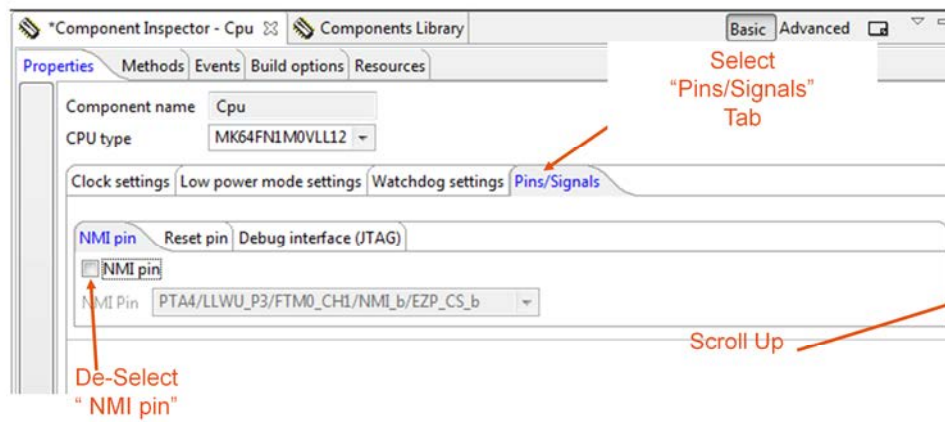 *Component Inspector - Cpu Components Library Basic Advanced
Properties Methods Events Build options Resources
Select
"Pins/Signals"
Tab
Component name Cpu
CPU type MK64FN1M0VLL12
Clock settings Low power mode settings Watchdog settings Pins/Signals
NMI pin Reset pin Debug interface (JTAG)
NMI pin
NMI Pin PTA4/LLWU_P3/FTM0_CH1/NMI_b/EZP_CS_b
Scroll Up
De-Select
" NMI pin"